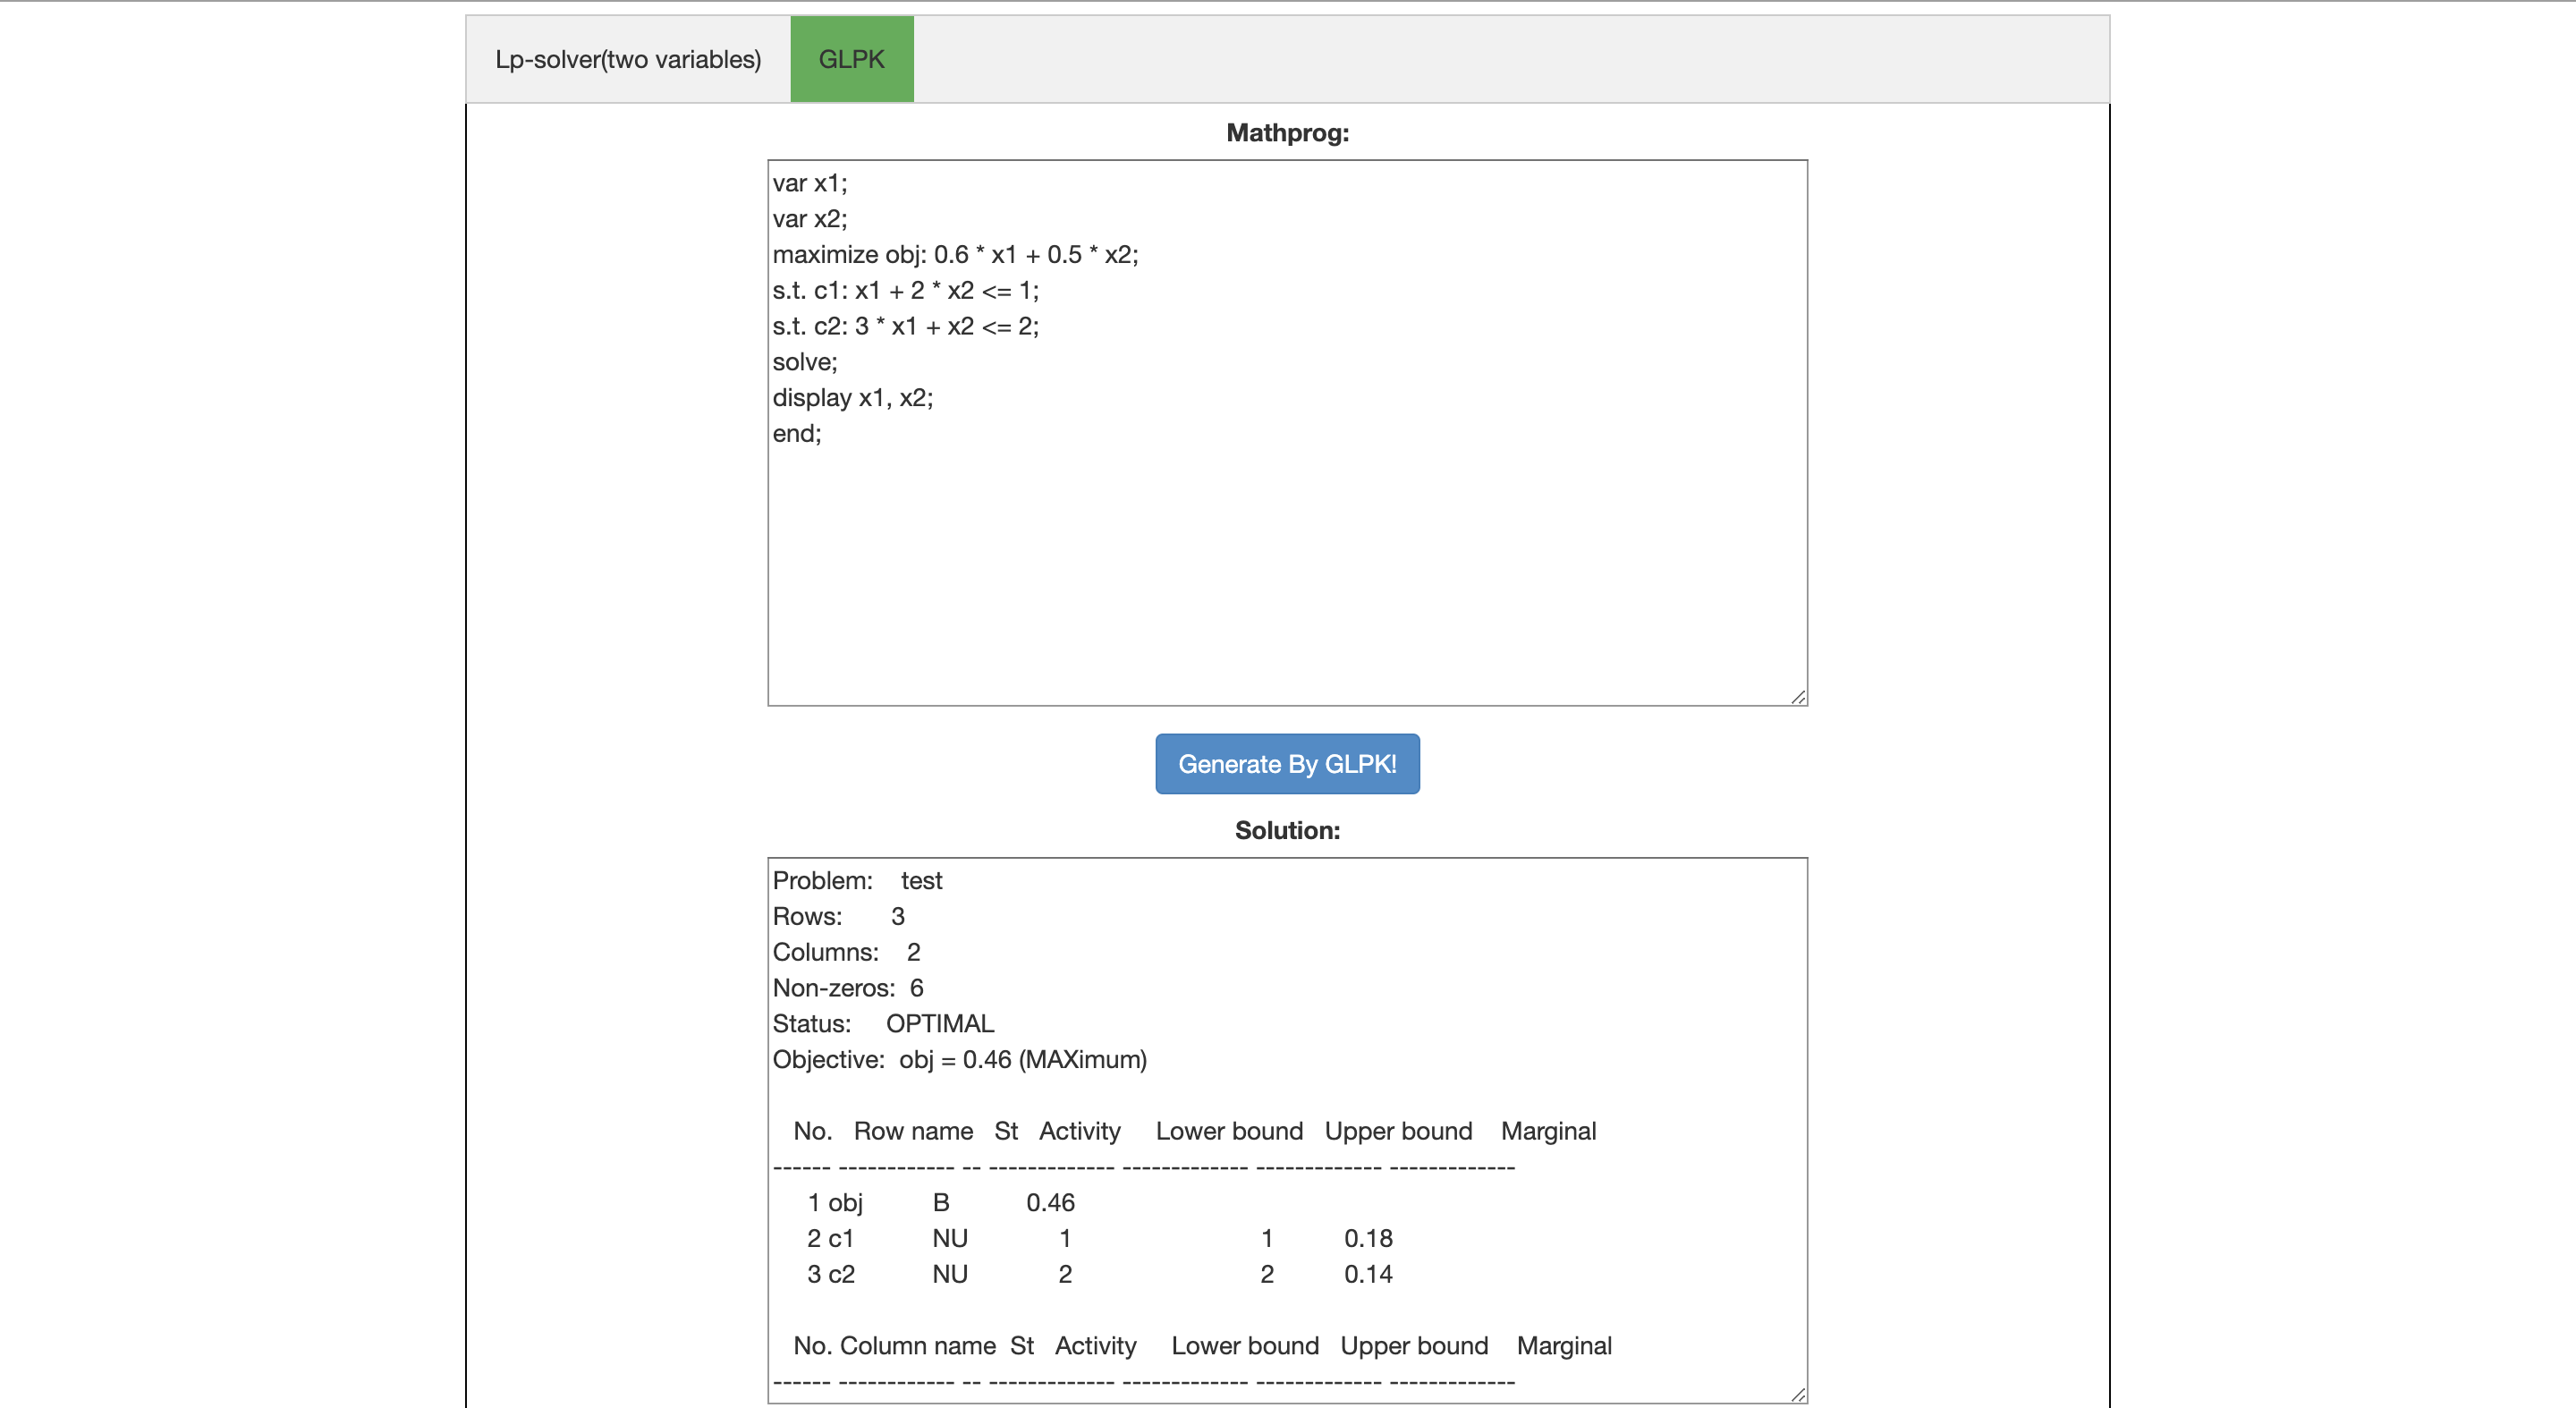 Lp-solver(two variables) GLPK
Mathprog:
var x1;
var x2;
maximize obj: 0.6 * x1 + 0.5 * x2;
s.t. c1: x1 + 2 * x2 <= 1;
s.t. c2: 3 * x1 + x2 <= 2;
solve;
display x1, x2;
end;
Generate By GLPK!
Solution:
Problem: test
Rows: 3
Columns: 2
Non-zeros: 6
Status: OPTIMAL
Objective: obj = 0.46 (MAXimum)
No. Row name St Activity Lower bound Upper bound Marginal
------ ------------ -- ------------- ------------- ------------- -------------
1 obj B 0.46
2 c1 NU 1 1 0.18
3 c2 NU 2 2 0.14
No. Column name St Activity Lower bound Upper bound Marginal
------ ------------ -- ------------- ------------- ------------- -------------